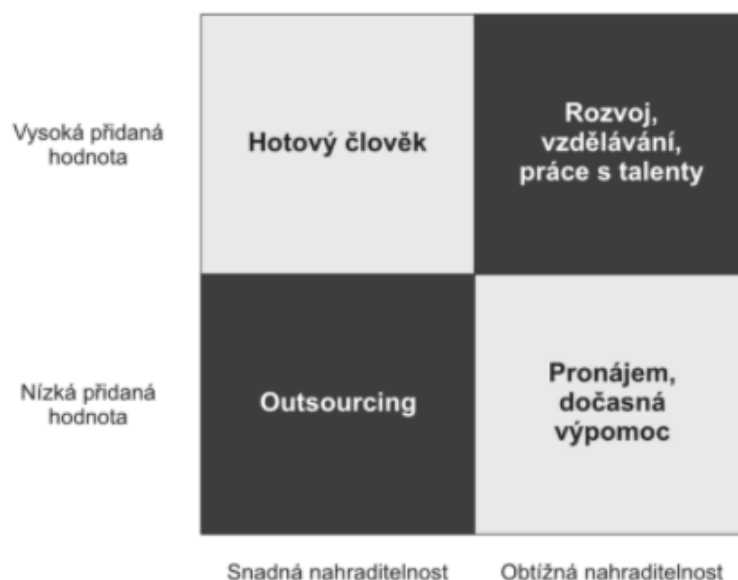 Vysoká přidaná
hodnota
Hotový člověk
Rozvoj,
vzdělávání,
práce s talenty
Nízká přidaná
hodnota
Outsourcing
Pronájem,
dočasná
výpomoc
Snadná nahraditelnost
Obtížná nahraditelnost